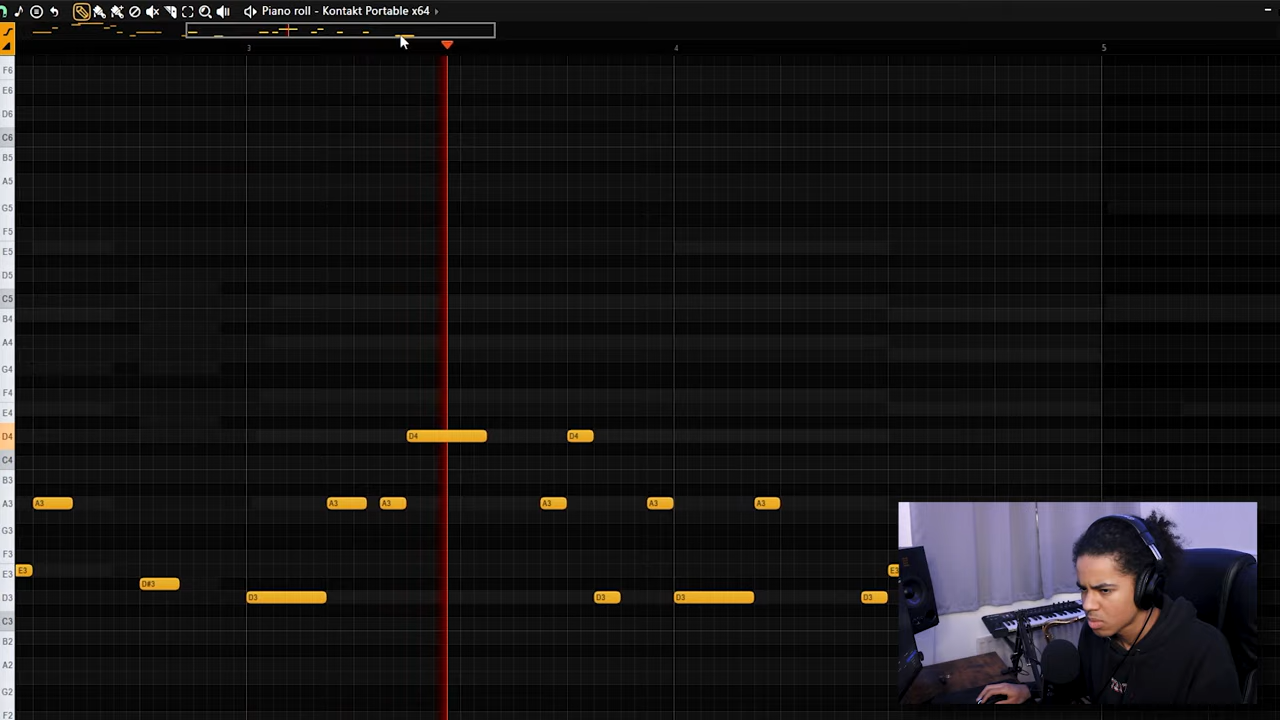 Piano roll - Kontakt Portable x64
3 4 5
F6
E6
D6
C6
B5
A5
G5
F5
E5
D5
C5
B4
A4
G4
F4
E4
D4 D4 D4
C4
B3
A3 A3 A3 A3 A3 A3 A3
G3
F3
E3 E3 E3
D#3
D3 D3 D3 D3 D3
C3
B2
A2
G2
F2